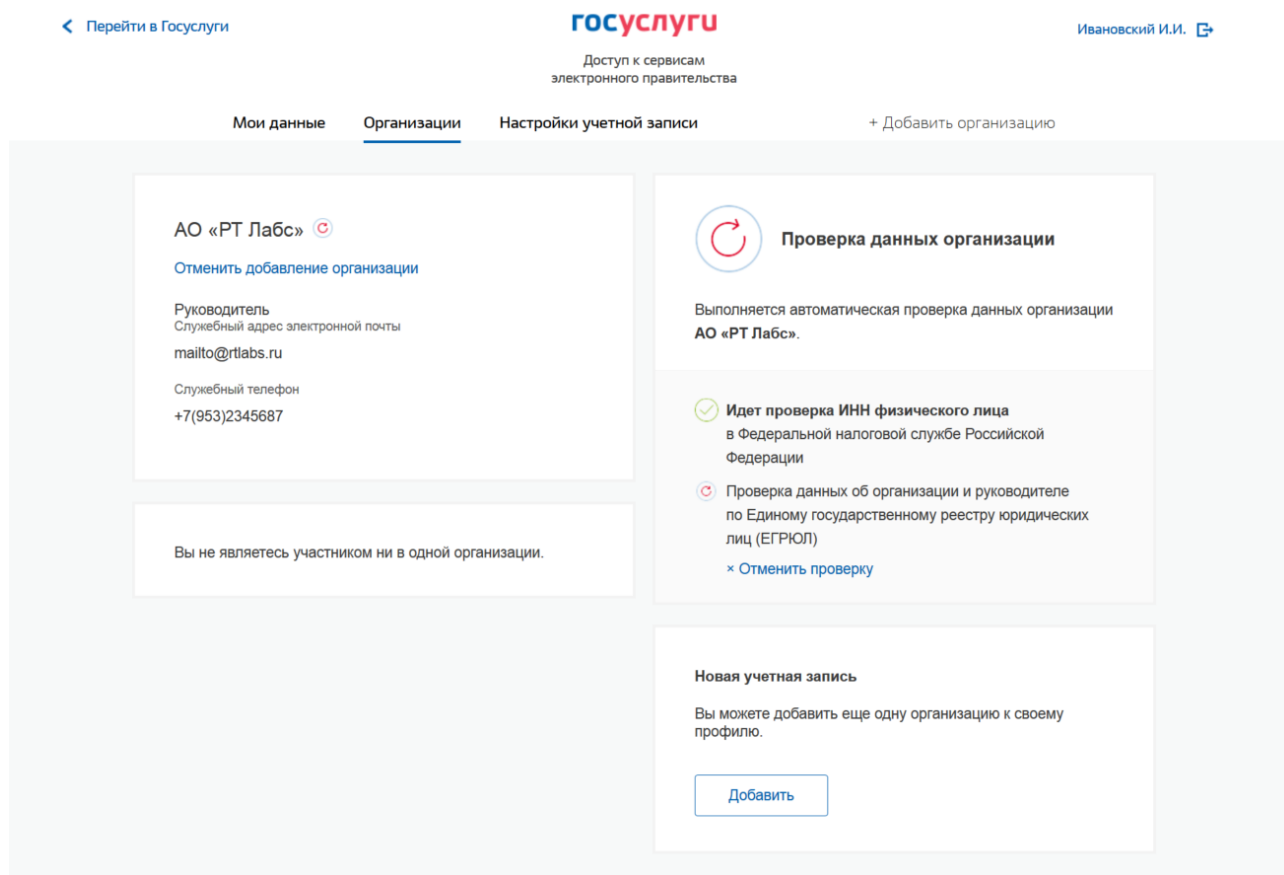 Перейти в Госуслуги
госуслуги
Ивановский И.И.
Доступ к сервисам
электронного правительства
Мои данные
Организации
Настройки учетной записи
+ Добавить организацию
АО «РТ Лабс»
Отменить добавление организации
Руководитель
Служебный адрес электронной почты
mailto@rtlabs.ru
Служебный телефон
+7(953)2345687
Вы не являетесь участником ни в одной организации.
Проверка данных организации
Выполняется автоматическая проверка данных организации
АО «РТ Лабс».
Идет проверка ИНН физического лица
в Федеральной налоговой службе Российской
Федерации
Проверка данных об организации и руководителе
по Единому государственному реестру юридических
лиц (ЕГРЮЛ)
× Отменить проверку
Новая учетная запись
Вы можете добавить еще одну организацию к своему
профилю.
Добавить